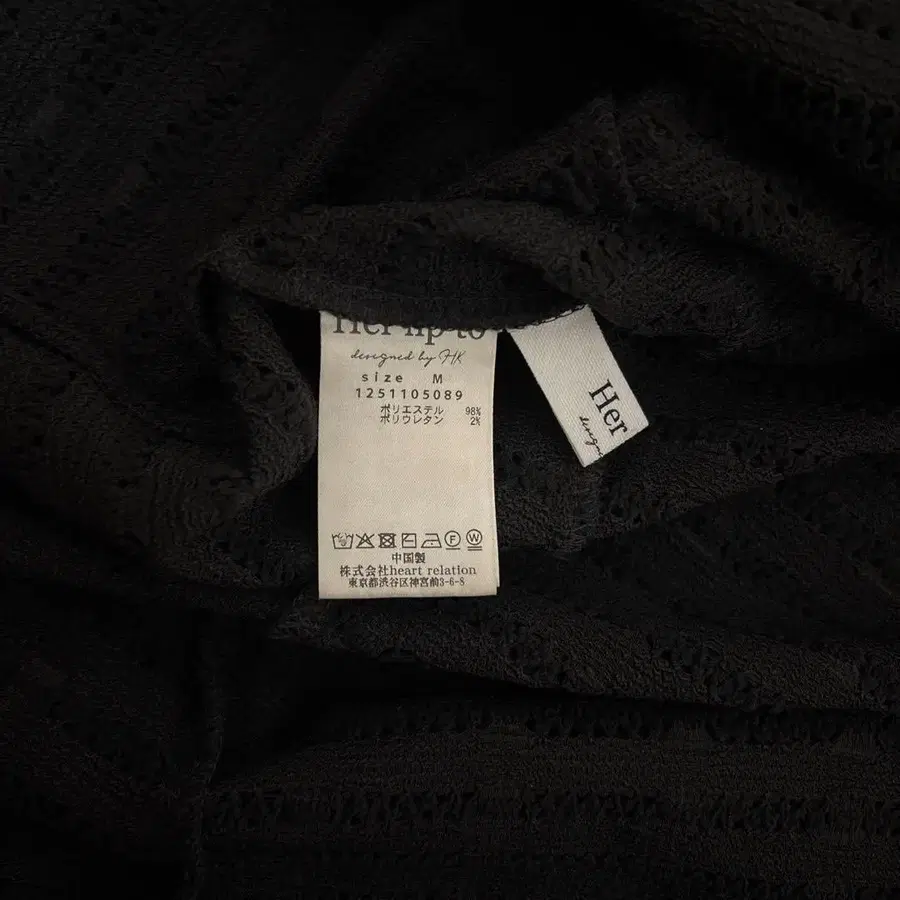 Her lip to
designed by HK
size M
1251105089
ポリエステル 98%
ポリウレタン 2%
中国製
株式会社heart relation
東京都渋谷区神宮前3-6-8
Her
design